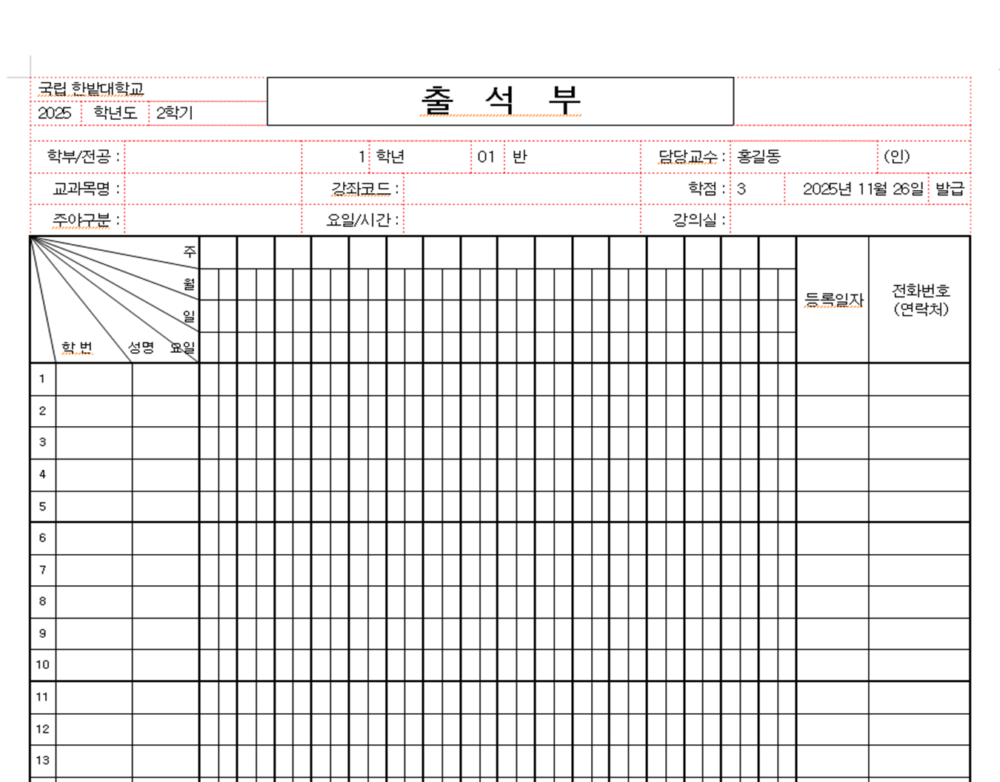 국립 한밭대학교
출 석 부
2025 학년도 2학기
학부/전공 : 1 학년 01 반 담당교수 : 홍길동 (인)
교과목명 : 강좌코드 : 학점 : 3 2025년 11월 26일 발급
주야구분 : 요일/시간 : 강의실 :
주
월
일
학 번 성명 요일
등록일자
전화번호
(연락처)
1
2
3
4
5
6
7
8
9
10
11
12
13